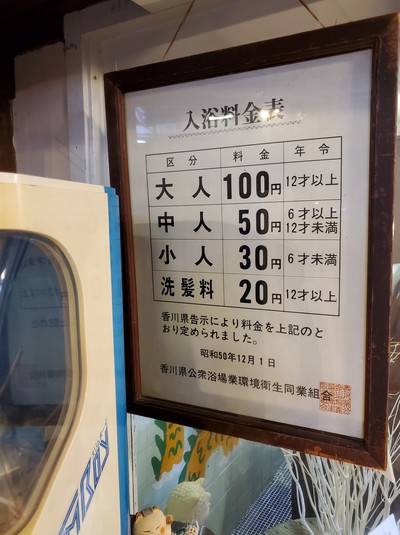 入浴料金表
区分 料金 年令
大人 100円 12才以上
中人 50円 6才以上
12才未満
小人 30円 6才未満
洗髪料 20円 12才以上
香川県告示により料金を上記のと
おり定められました。
昭和50年12月1日
香川県公衆浴場業環境衛生同業組合